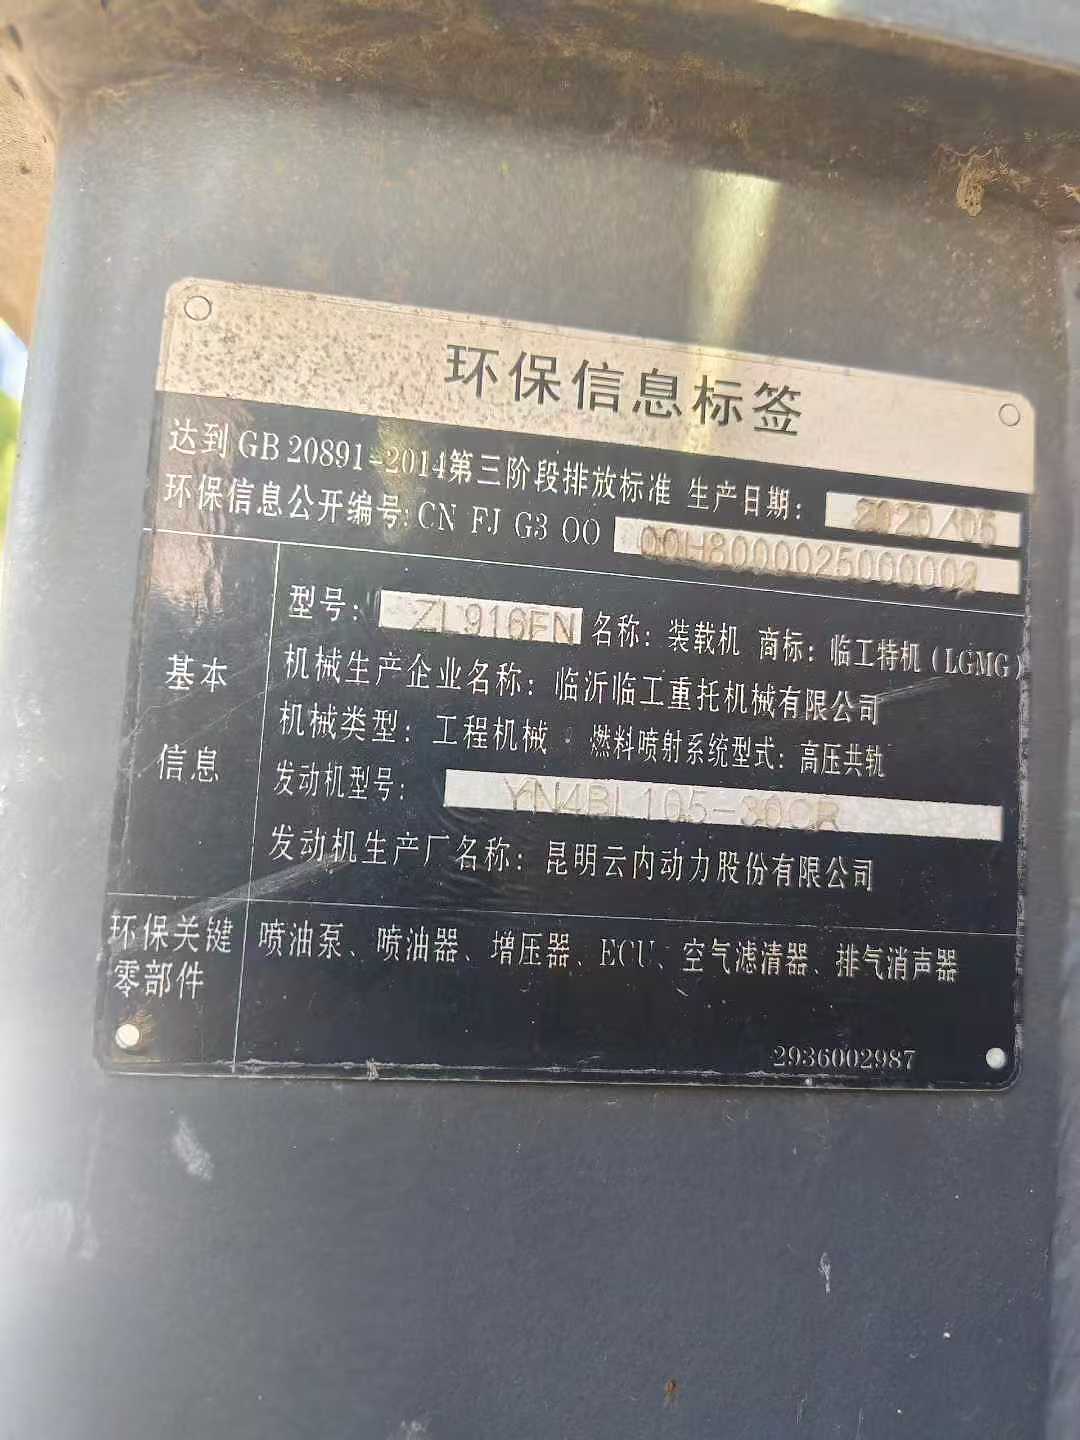 环保信息标签
达到GB 20891-2014第三阶段排放标准 生产日期: 2020/05
环保信息公开编号: CN FJ G3 00 00H8000025000002
基本信息
型号: ZL916FN 名称: 装载机 商标: 临工特机(LGMG)
机械生产企业名称: 临沂临工重托机械有限公司
机械类型: 工程机械 燃料喷射系统型式: 高压共轨
发动机型号: YN4BL105-30CR
发动机生产厂名称: 昆明云内动力股份有限公司
环保关键零部件
喷油泵、喷油器、增压器、ECU、空气滤清器、排气消声器
2936002987